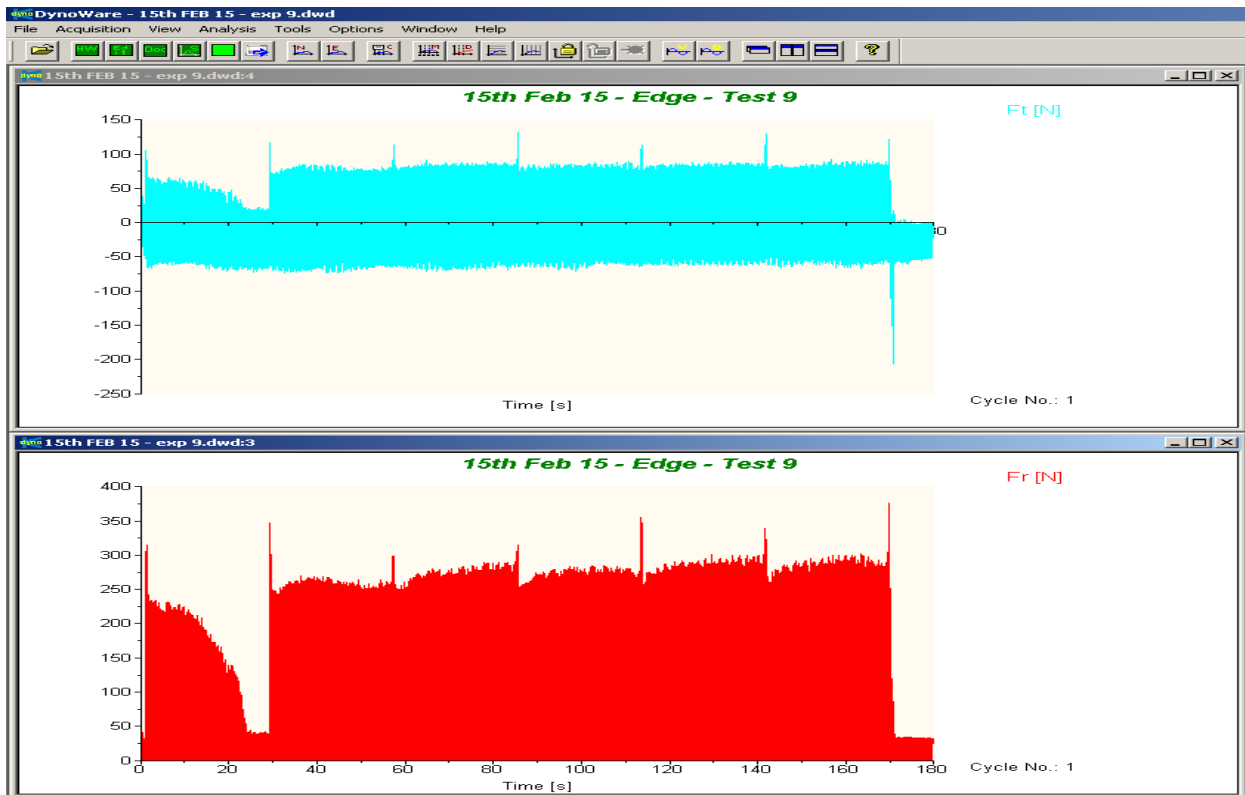 DynoWare - 15th FEB 15 - exp 9.dwd
File Acquisition View Analysis Tools Options Window Help
15th FEB 15 - exp 9.dwd:4
15th Feb 15 - Edge - Test 9
Ft [N]
150
100
50
0
-50
-100
-150
-200
-250
Time [s]
Cycle No.: 1
15th FEB 15 - exp 9.dwd:3
15th Feb 15 - Edge - Test 9
Fr [N]
400
350
300
250
200
150
100
50
0
0 20 40 60 80 100 120 140 160 180
Time [s]
Cycle No.: 1